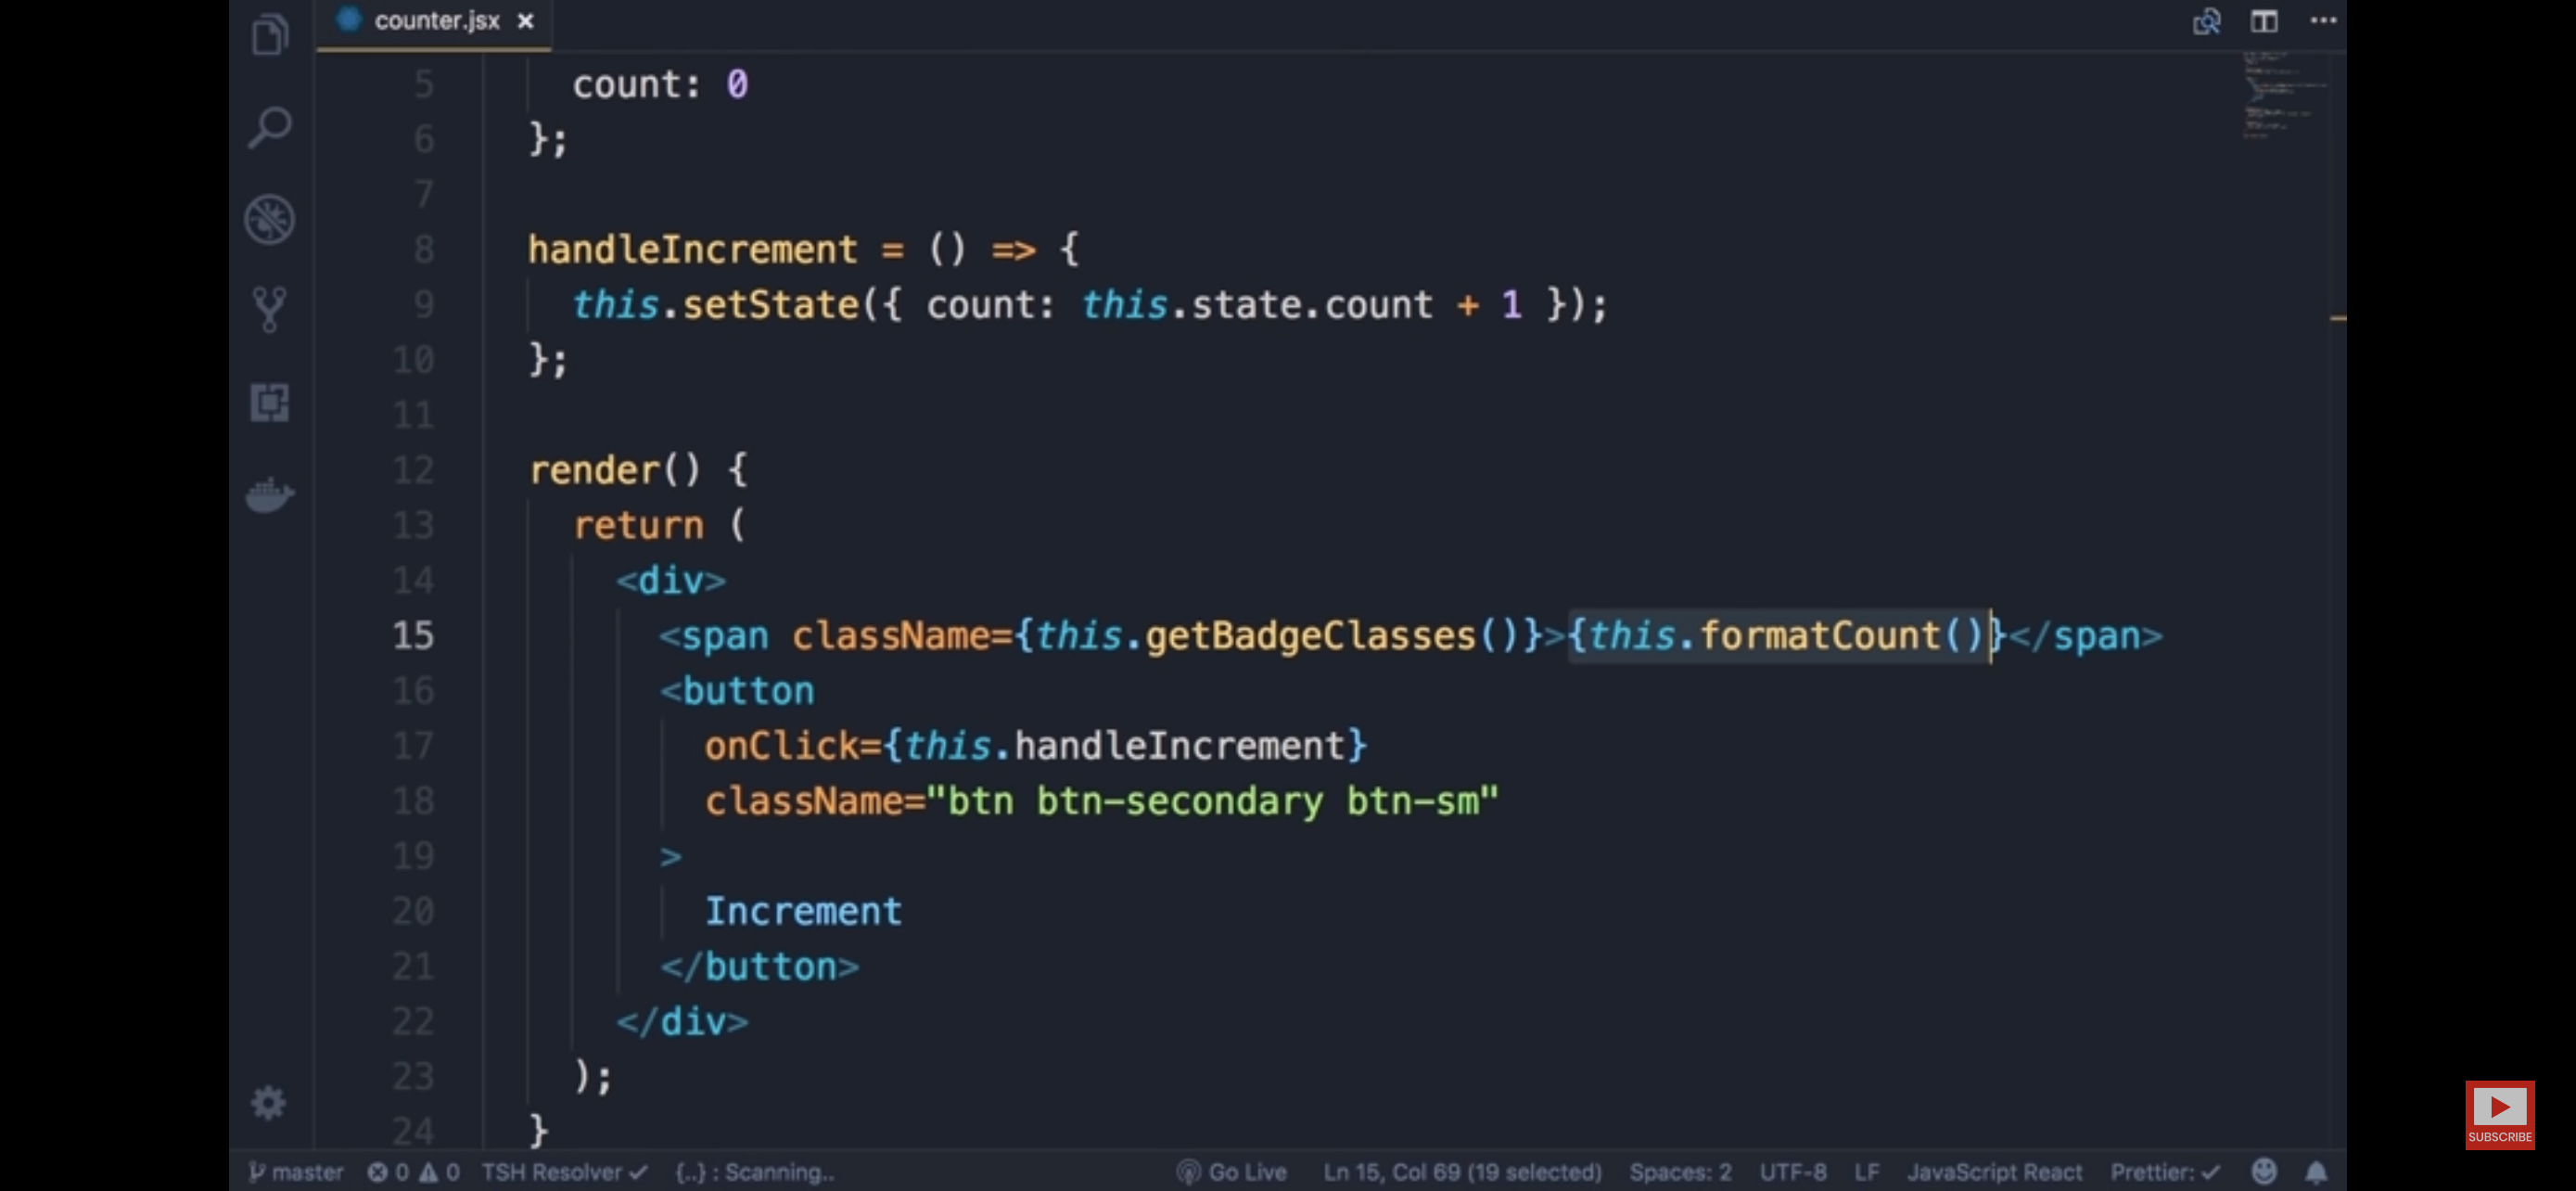 counter.jsx ×
5 count: 0
6 };
7
8 handleIncrement = () => {
9 this.setState({ count: this.state.count + 1 });
10 };
11
12 render() {
13 return (
14 <div>
15 <span className={this.getBadgeClasses()}>{this.formatCount()}</span>
16 <button
17 onClick={this.handleIncrement}
18 className="btn btn-secondary btn-sm"
19 >
20 Increment
21 </button>
22 </div>
23 );
24 }
master 0 0 TSH Resolver ✓ {..} : Scanning.. Go Live Ln 15, Col 69 (19 selected) Spaces: 2 UTF-8 LF JavaScript React Prettier: ✓
SUBSCRIBE